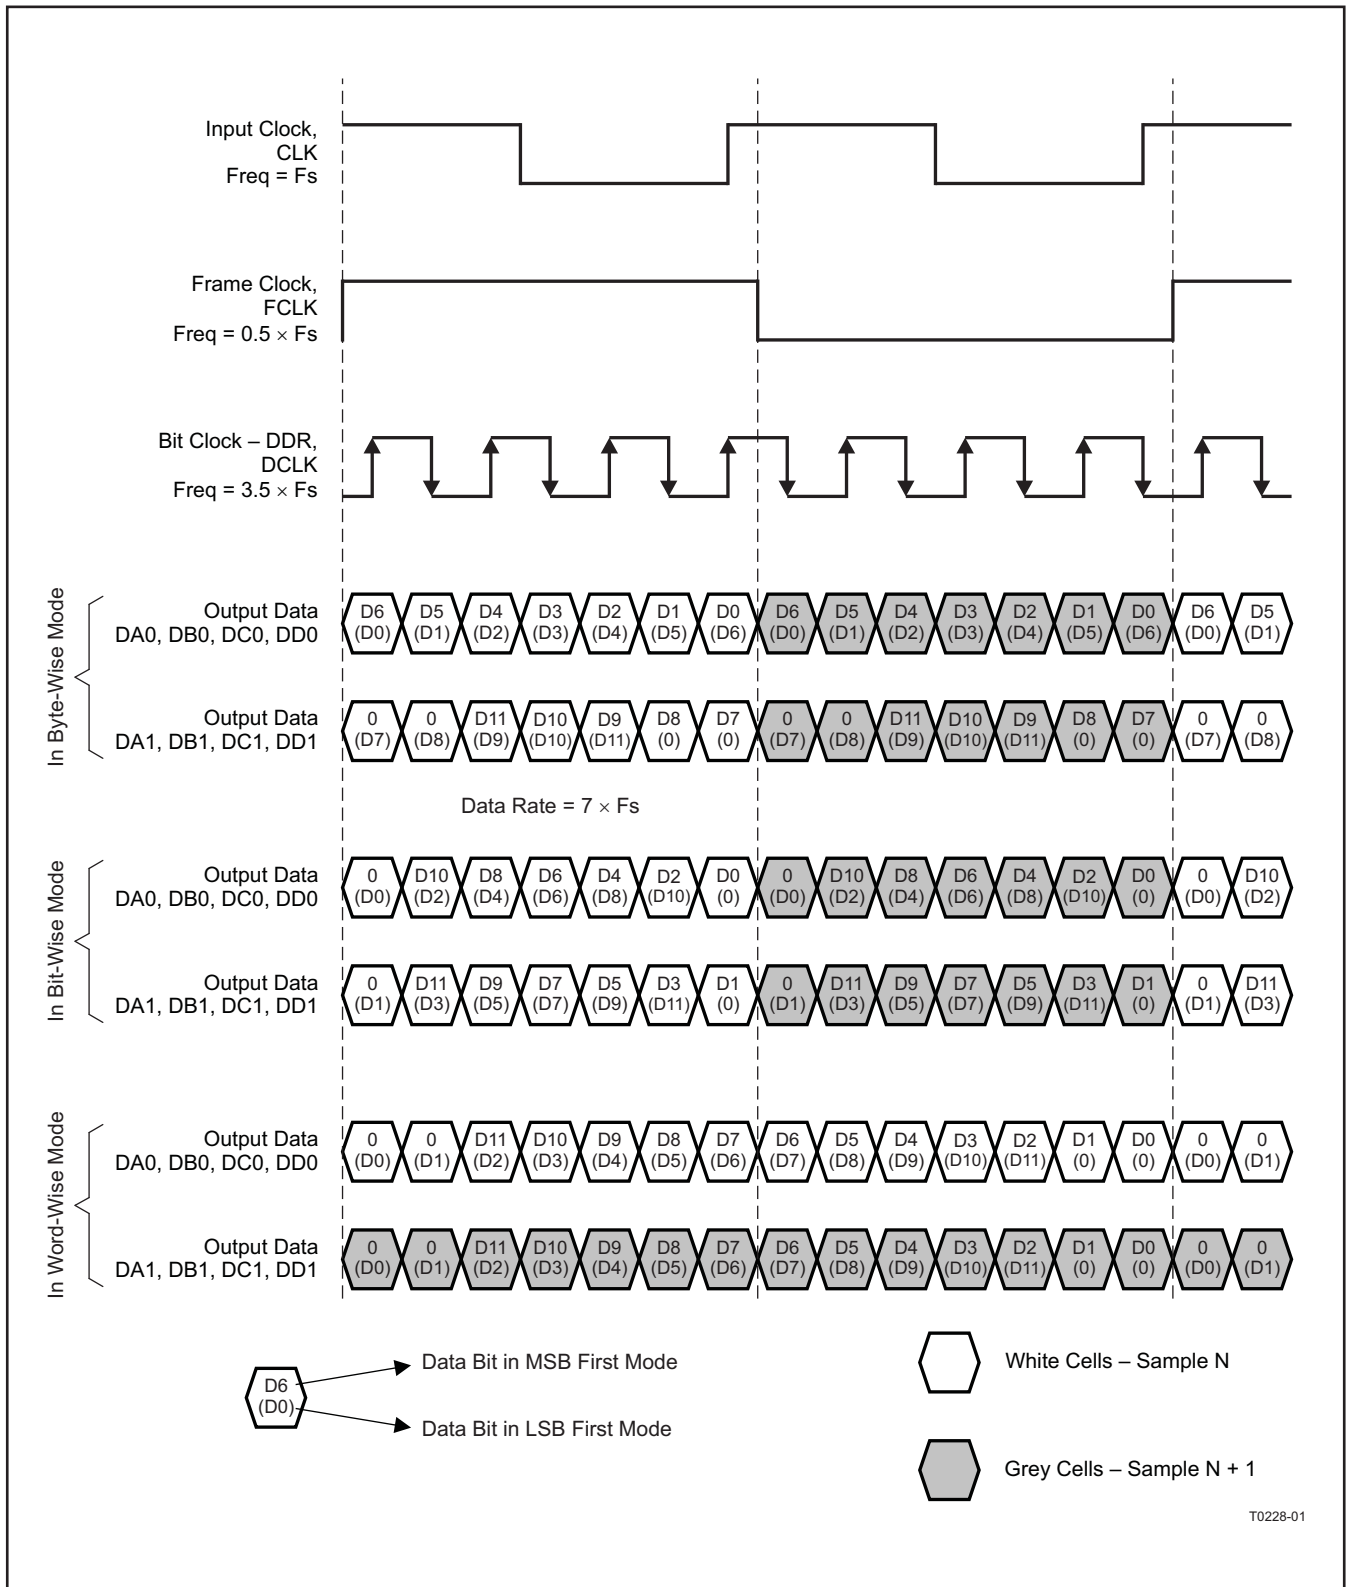 Input Clock,
CLK
Freq = Fs
Frame Clock,
FCLK
Freq = 0.5 × Fs
Bit Clock – DDR,
DCLK
Freq = 3.5 × Fs
In Byte-Wise Mode
Output Data
DA0, DB0, DC0, DD0
D6 D5 D4 D3 D2 D1 D0 D6 D5 D4 D3 D2 D1 D0 D6 D5
(D0) (D1) (D2) (D3) (D4) (D5) (D6) (D0) (D1) (D2) (D3) (D4) (D5) (D6) (D0) (D1)
Output Data
DA1, DB1, DC1, DD1
0 0 D11 D10 D9 D8 D7 0 0 D11 D10 D9 D8 D7 0 0
(D7) (D8) (D9) (D10) (D11) (0) (0) (D7) (D8) (D9) (D10) (D11) (0) (0) (D7) (D8)
Data Rate = 7 × Fs
In Bit-Wise Mode
Output Data
DA0, DB0, DC0, DD0
0 D10 D8 D6 D4 D2 D0 0 D10 D8 D6 D4 D2 D0 0 D10
(D0) (D2) (D4) (D6) (D8) (D10) (0) (D0) (D2) (D4) (D6) (D8) (D10) (0) (D0) (D2)
Output Data
DA1, DB1, DC1, DD1
0 D11 D9 D7 D5 D3 D1 0 D11 D9 D7 D5 D3 D1 0 D11
(D1) (D3) (D5) (D7) (D9) (D11) (0) (D1) (D3) (D5) (D7) (D9) (D11) (0) (D1) (D3)
In Word-Wise Mode
Output Data
DA0, DB0, DC0, DD0
0 0 D11 D10 D9 D8 D7 D6 D5 D4 D3 D2 D1 D0 0 0
(D0) (D1) (D2) (D3) (D4) (D5) (D6) (D7) (D8) (D9) (D10) (D11) (0) (0) (D0) (D1)
Output Data
DA1, DB1, DC1, DD1
0 0 D11 D10 D9 D8 D7 D6 D5 D4 D3 D2 D1 D0 0 0
(D0) (D1) (D2) (D3) (D4) (D5) (D6) (D7) (D8) (D9) (D10) (D11) (0) (0) (D0) (D1)
D6
(D0)
Data Bit in MSB First Mode
Data Bit in LSB First Mode
White Cells – Sample N
Grey Cells – Sample N + 1
T0228-01